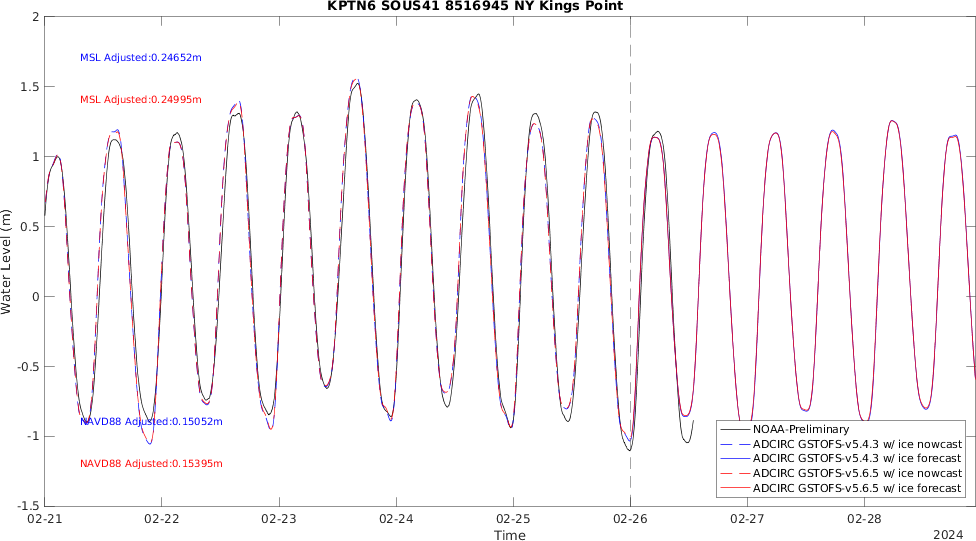 KPTN6 SOUS41 8516945 NY Kings Point
2
1.5
1
0.5
0
-0.5
-1
-1.5
Water Level (m)
MSL Adjusted:0.24652m
MSL Adjusted:0.24995m
NAVD88 Adjusted:0.15052m
NAVD88 Adjusted:0.15395m
NOAA-Preliminary
ADCIRC GSTOFS-v5.4.3 w/ ice nowcast
ADCIRC GSTOFS-v5.4.3 w/ ice forecast
ADCIRC GSTOFS-v5.6.5 w/ ice nowcast
ADCIRC GSTOFS-v5.6.5 w/ ice forecast
02-21 02-22 02-23 02-24 02-25 02-26 02-27 02-28
Time
2024